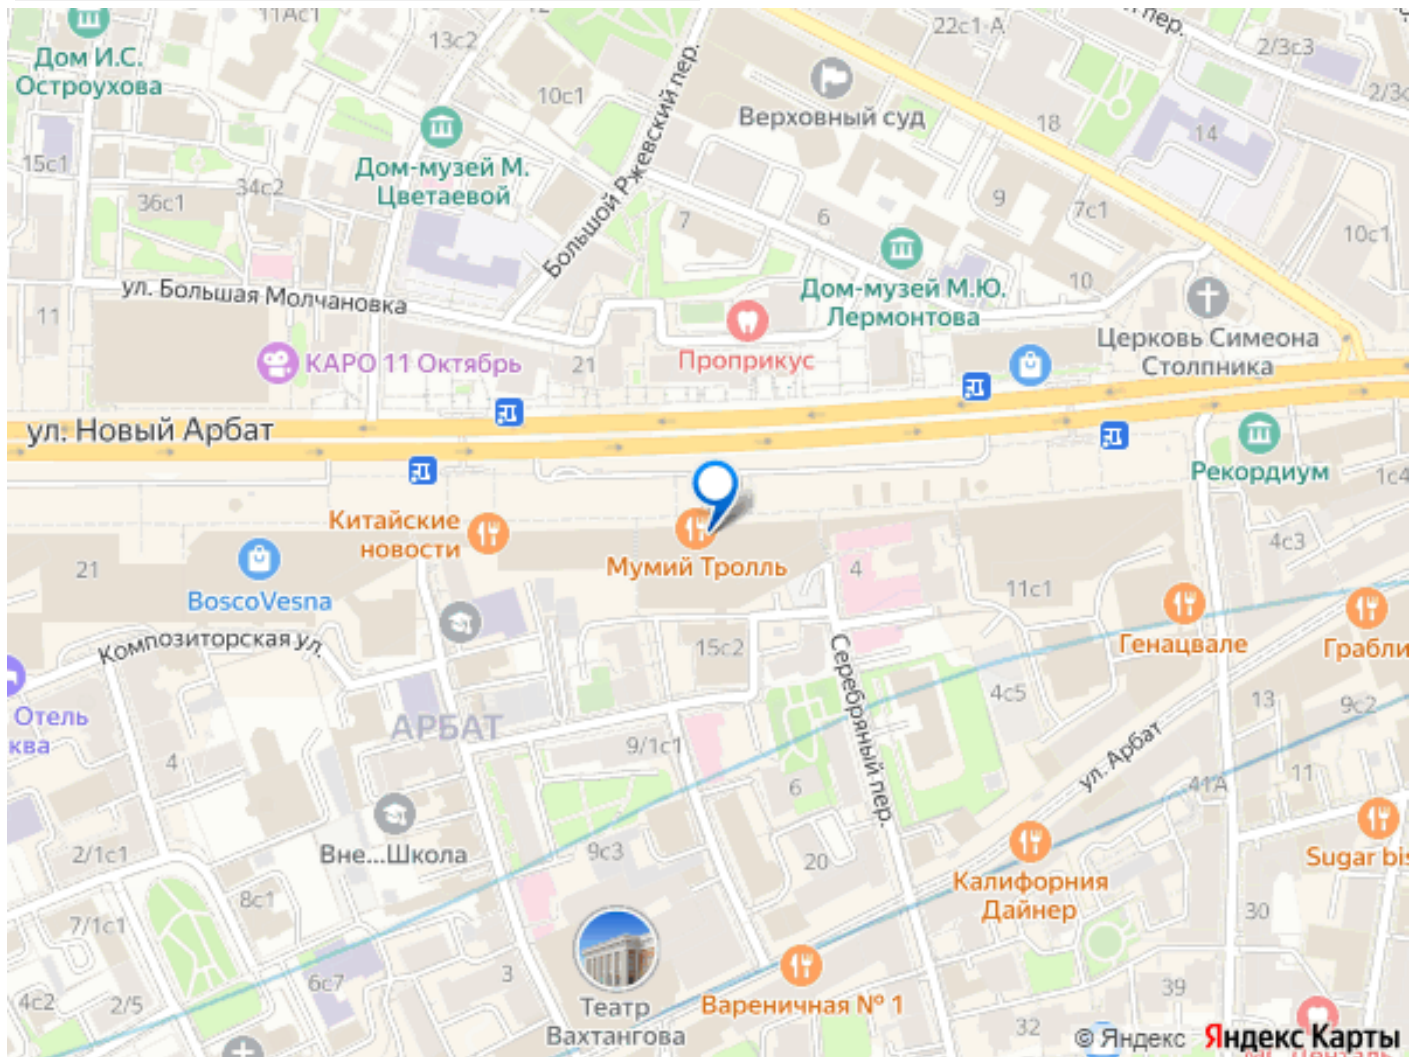 11Ас1
13с2
22с1-А
пер.
2/3с3
Дом И.С.
Остроухова
10с1
Верховный суд
2/3с
18
14
15с1
Дом-музей М.
Цветаевой
34с2
36с1
Большой Ржевский пер.
7
6
9
7с1
10с1
ул. Большая Молчановка
10
Дом-музей М.Ю.
Лермонтова
11
Проприкус
Церковь Симеона
Столпника
КАРО 11 Октябрь
21
ул. Новый Арбат
Рекордиум
1с4
Китайские
новости
Мумий Тролль
4
4с3
21
BoscoVesna
11с1
Генацвале
Грабли
Композиторская ул.
15с2
Серебряный пер.
4с5
13
9с2
Отель
ква
АРБАТ
9/1с1
4
6
ул. Арбат
41А
11
2/1с1
Вне...Школа
9с3
20
Sugar bis
Калифорния
Дайнер
8с1
7/1с1
30
6с7
3
4с2
2/5
Театр
Вахтангова
Вареничная № 1
39
32
© Яндекс
Яндекс Карты